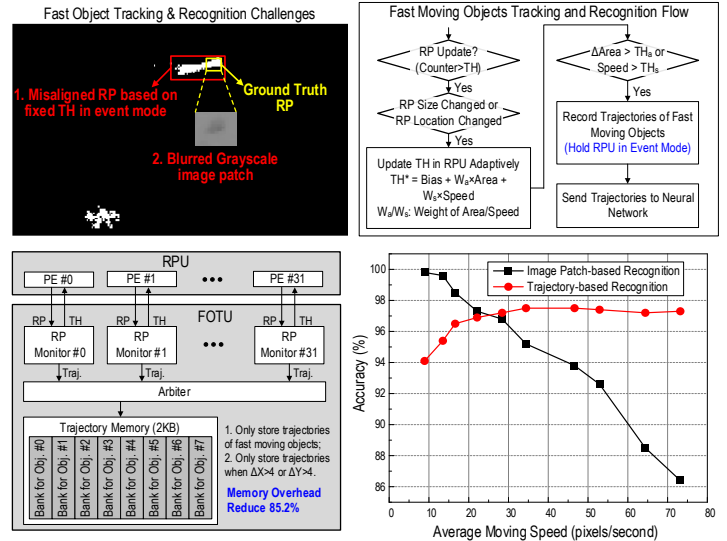 Fast Object Tracking & Recognition Challenges
1. Misaligned RP based on
fixed TH in event mode
Ground Truth
RP
2. Blurred Grayscale
image patch
Fast Moving Objects Tracking and Recognition Flow
RP Update?
(Counter>TH)
Yes
RP Size Changed or
RP Location Changed
Yes
Update TH in RPU Adaptively
TH* = Bias + Wₐ×Area +
Wₛ×Speed
Wₐ/Wₛ: Weight of Area/Speed
ΔArea > THₐ or
Speed > THₛ
Yes
Record Trajectories of Fast
Moving Objects
(Hold RPU in Event Mode)
Send Trajectories to Neural
Network
RPU
PE #0
PE #1
•••
PE #31
FOTU
RP TH
RP TH
RP TH
RP
Monitor #0
RP
Monitor #1
•••
RP
Monitor #31
Traj.
Traj.
Traj.
Arbiter
Trajectory Memory (2KB)
Bank for Obj. #0
Bank for Obj. #1
Bank for Obj. #2
Bank for Obj. #3
Bank for Obj. #4
Bank for Obj. #5
Bank for Obj. #6
Bank for Obj. #7
1. Only store trajectories
of fast moving objects;
2. Only store trajectories
when ΔX>4 or ΔY>4.
Memory Overhead
Reduce 85.2%
Image Patch-based Recognition
Trajectory-based Recognition
Accuracy (%)
100
98
96
94
92
90
88
86
0 10 20 30 40 50 60 70 80
Average Moving Speed (pixels/second)